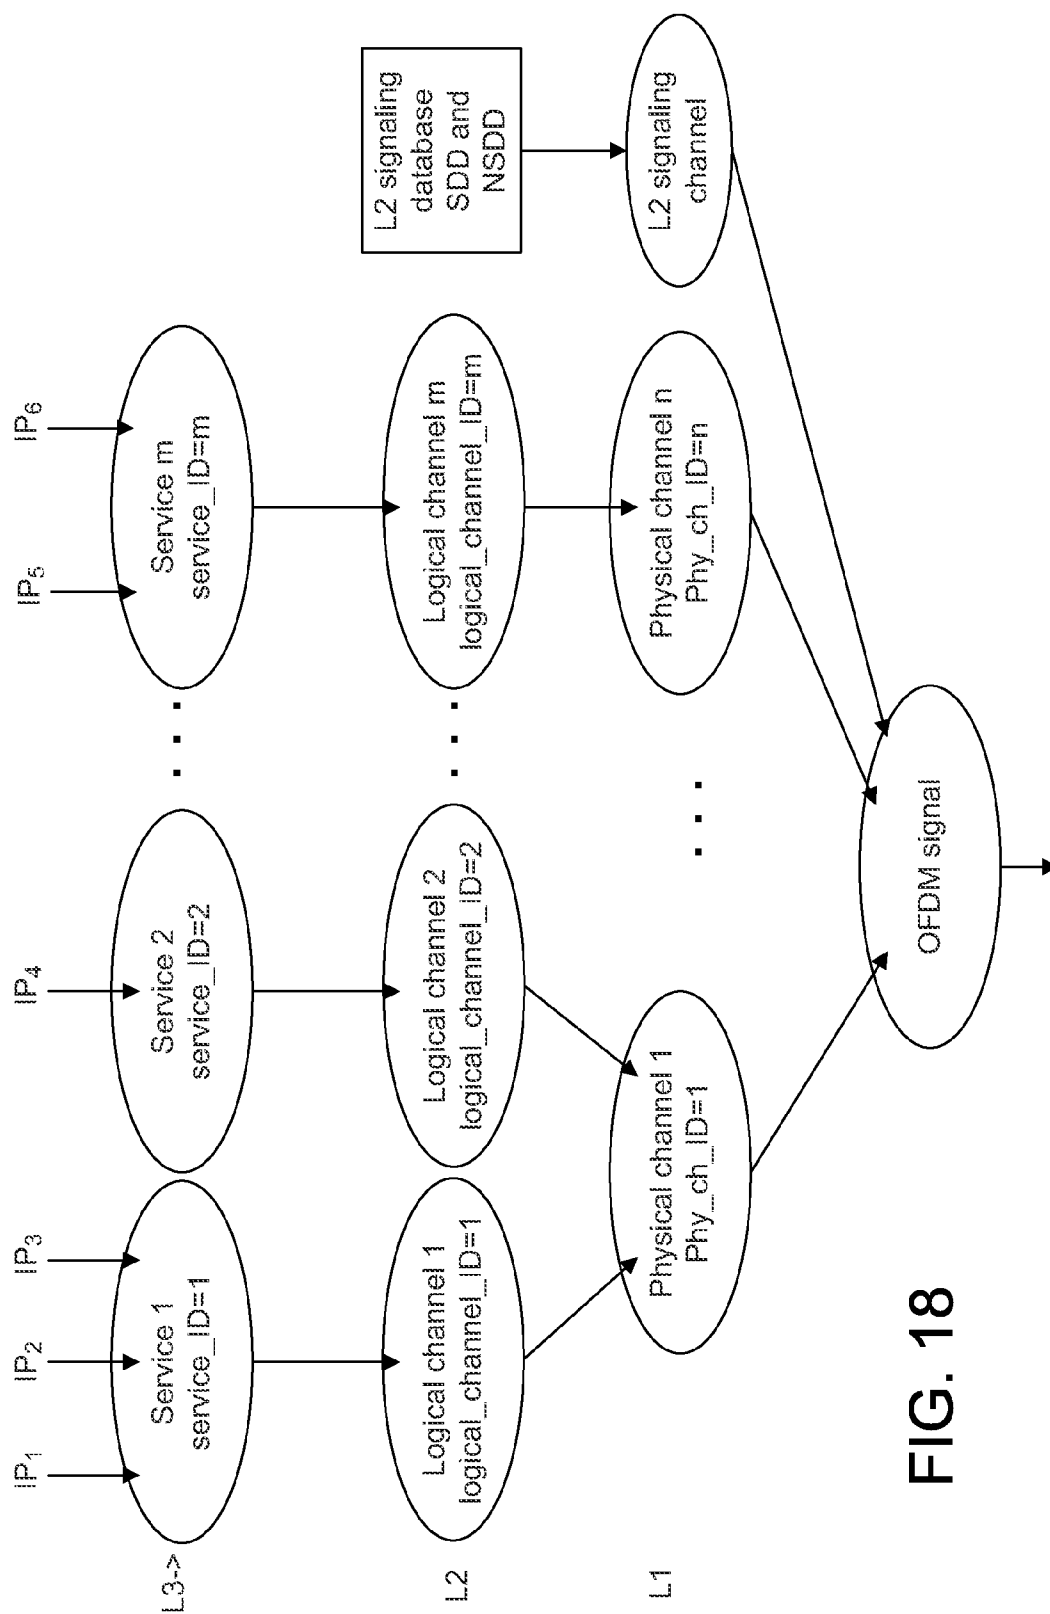 IP1
IP2
IP3
IP4
IP5
IP6
L3->
Service 1
service_ID=1
Service 2
service_ID=2
. . .
Service m
service_ID=m
L2
Logical channel 1
logical_channel_ID=1
Logical channel 2
logical_channel_ID=2
. . .
Logical channel m
logical_channel_ID=m
L2 signaling
database
SDD and
NSDD
L1
Physical channel 1
Phy_ch_ID=1
. . .
Physical channel n
Phy_ch_ID=n
L2 signaling
channel
OFDM signal
FIG. 18